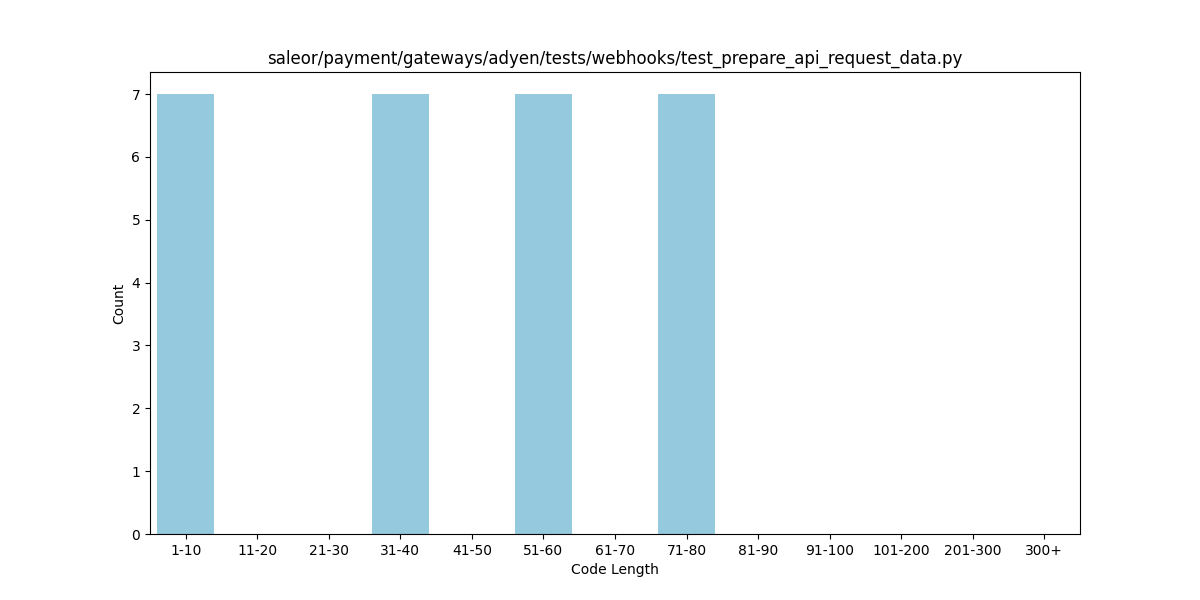 saleor/payment/gateways/adyen/tests/webhooks/test_prepare_api_request_data.py
7
6
5
4
3
2
1
0
Count
1-10 11-20 21-30 31-40 41-50 51-60 61-70 71-80 81-90 91-100 101-200 201-300 300+
Code Length